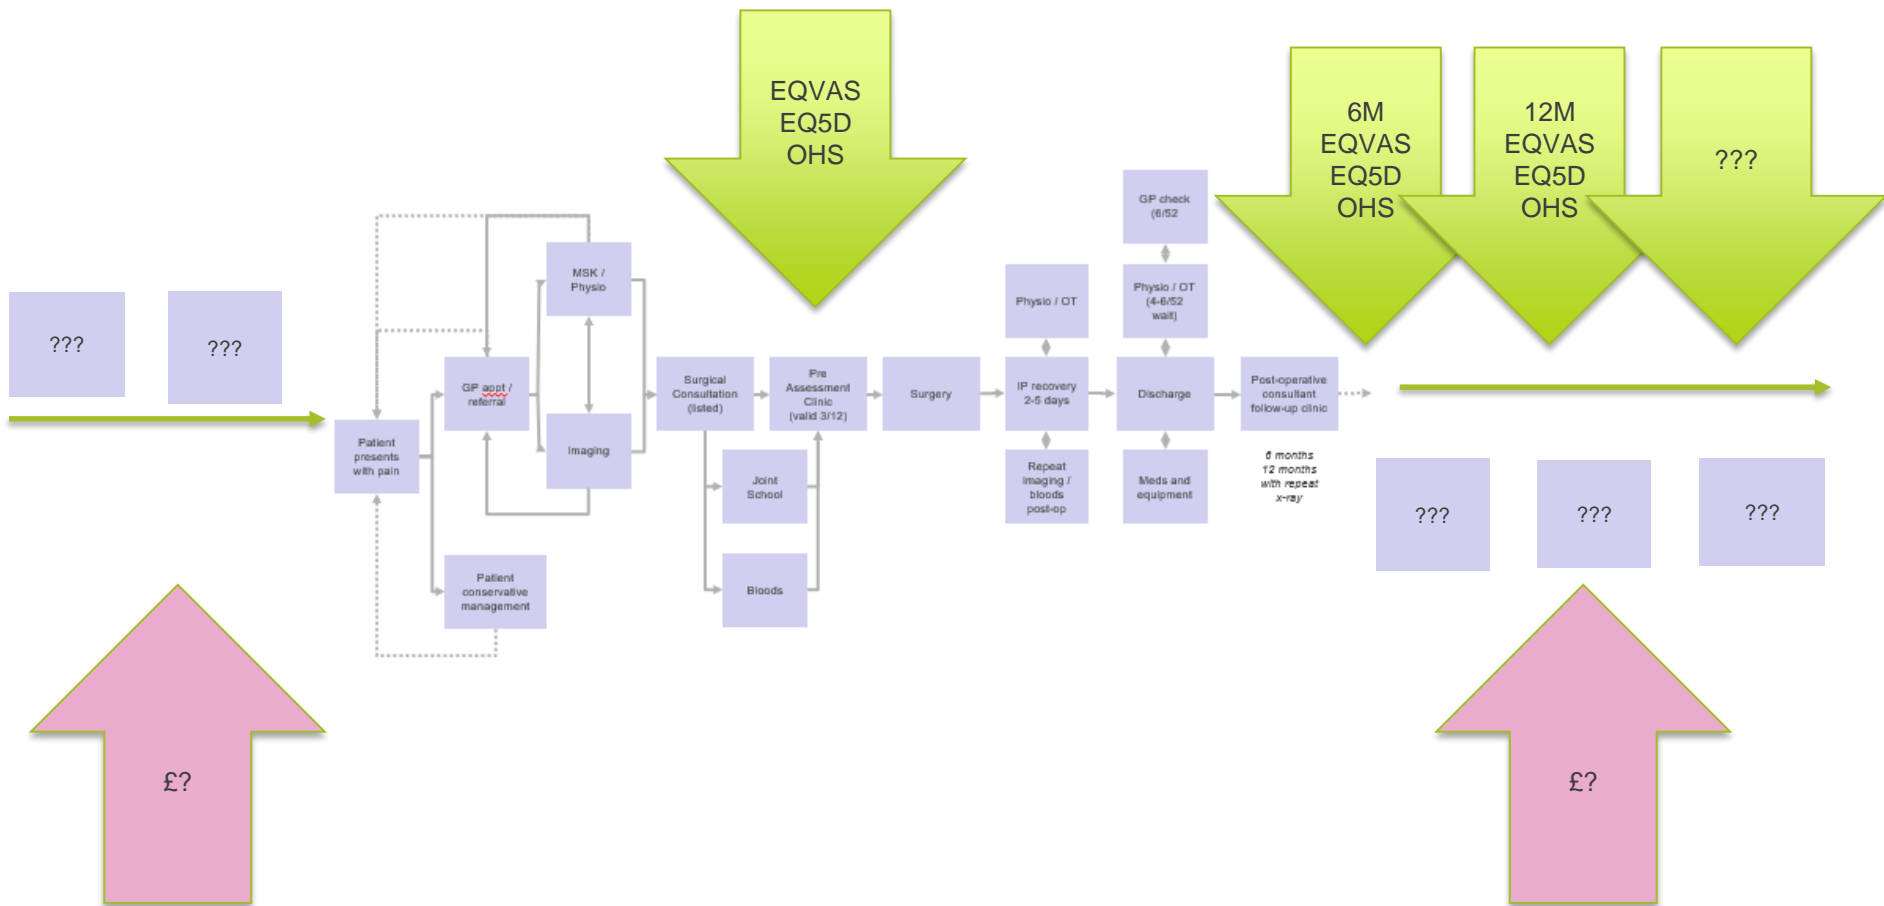 EQVAS
EQ5D
OHS
6M
EQVAS
EQ5D
OHS
12M
EQVAS
EQ5D
OHS
???
???
???
Patient
presents
with pain
GP appt /
referral
MSK /
Physio
Imaging
Patient
conservative
management
Surgical
Consultation
(listed)
Pre
Assessment
Clinic
(valid 3/12)
Joint
School
Bloods
Surgery
Physio / OT
IP recovery
2-5 days
Repeat
imaging /
bloods
post-op
GP check
(6/52
Physio / OT
(4-6/52
wait)
Discharge
Meds and
equipment
Post-operative
consultant
follow-up clinic
6 months
12 months
with repeat
x-ray
???
???
???
£?
£?